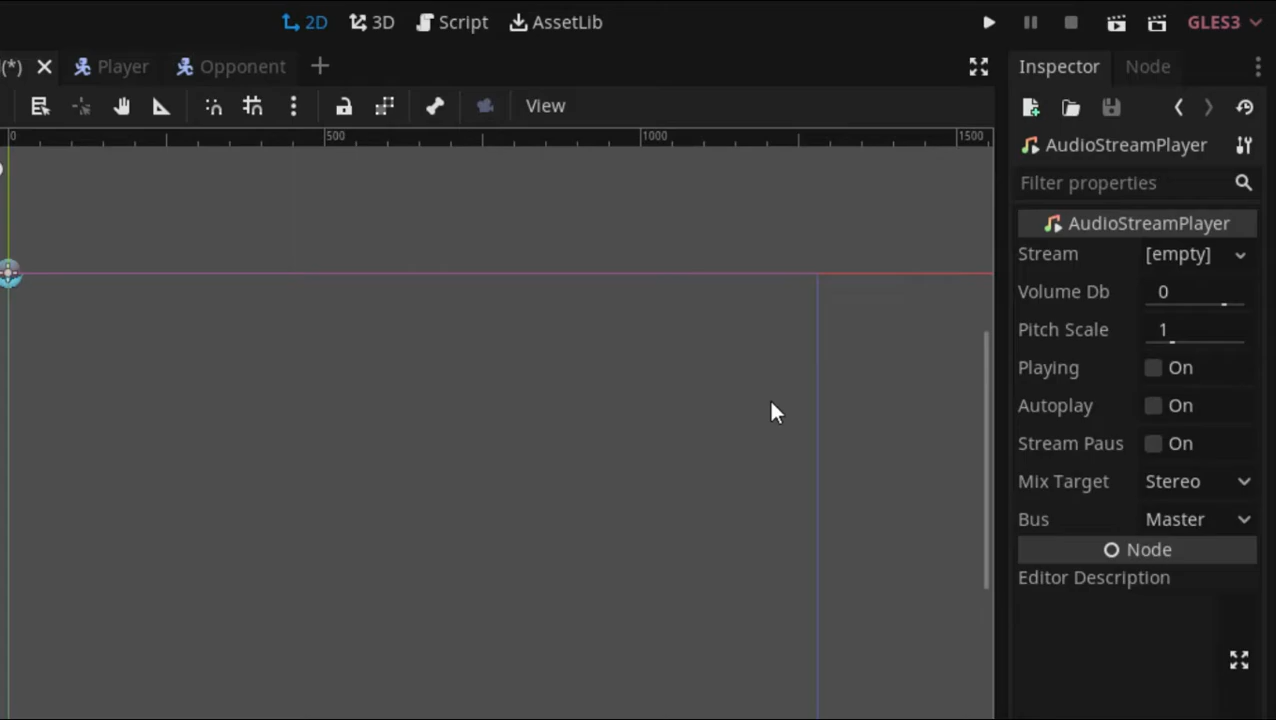 2D 3D Script AssetLib GLES3
(*) Player Opponent Inspector Node
View
0 500 1000 1500
AudioStreamPlayer
Filter properties
AudioStreamPlayer
Stream [empty]
Volume Db 0
Pitch Scale 1
Playing On
Autoplay On
Stream Paus On
Mix Target Stereo
Bus Master
Node
Editor Description